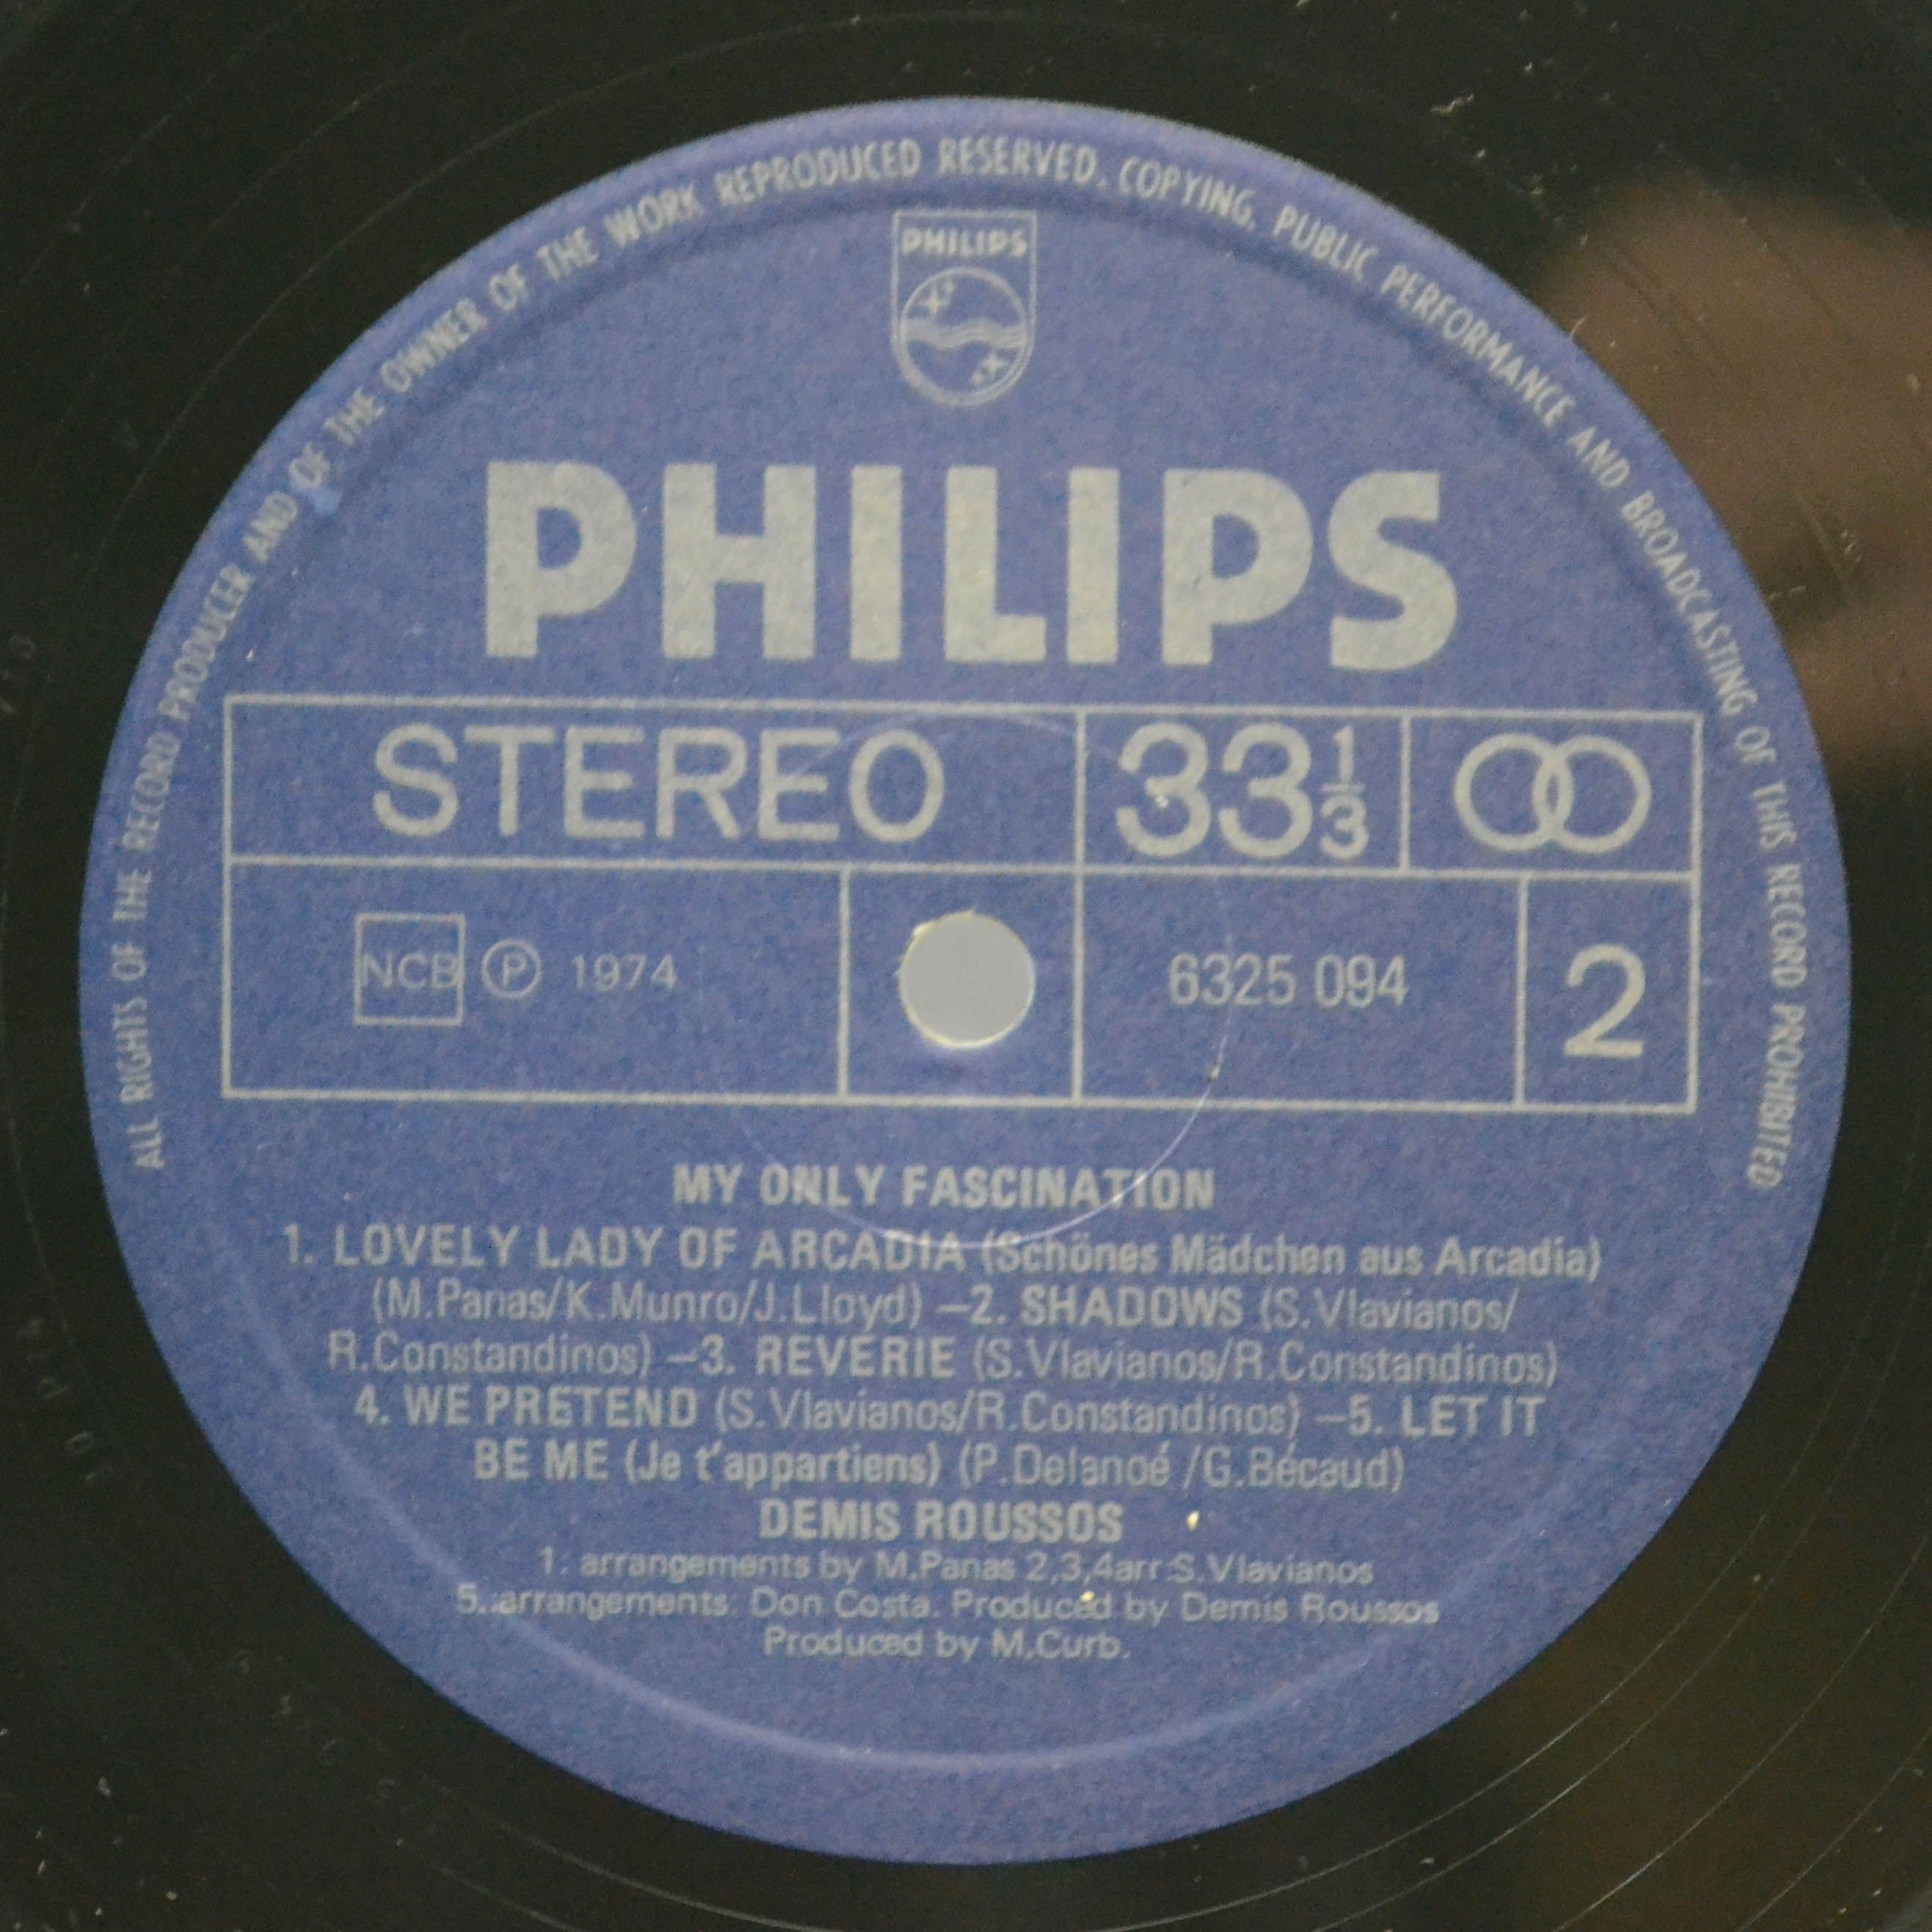 ALL RIGHTS OF THE RECORD PRODUCER AND OF THE OWNER OF THE WORK REPRODUCED RESERVED. COPYING, PUBLIC PERFORMANCE AND BROADCASTING OF THIS RECORD PROHIBITED
PHILIPS
PHILIPS
STEREO 33 1/3
NCB Ⓟ 1974 6325 094 2
MY ONLY FASCINATION
1. LOVELY LADY OF ARCADIA (Schönes Mädchen aus Arcadia)
(M.Panas/K.Munro/J.Lloyd) –2. SHADOWS (S.Vlavianos/
R.Constandinos) –3. REVERIE (S.Vlavianos/R.Constandinos)
4. WE PRETEND (S.Vlavianos/R.Constandinos) –5. LET IT
BE ME (Je t'appartiens) (P.Delanoé /G.Bécaud)
DEMIS ROUSSOS
1. arrangements by M.Panas 2,3,4arr:S.Vlavianos
5..arrangements: Don Costa. Produced by Demis Roussos
Produced by M.Curb.